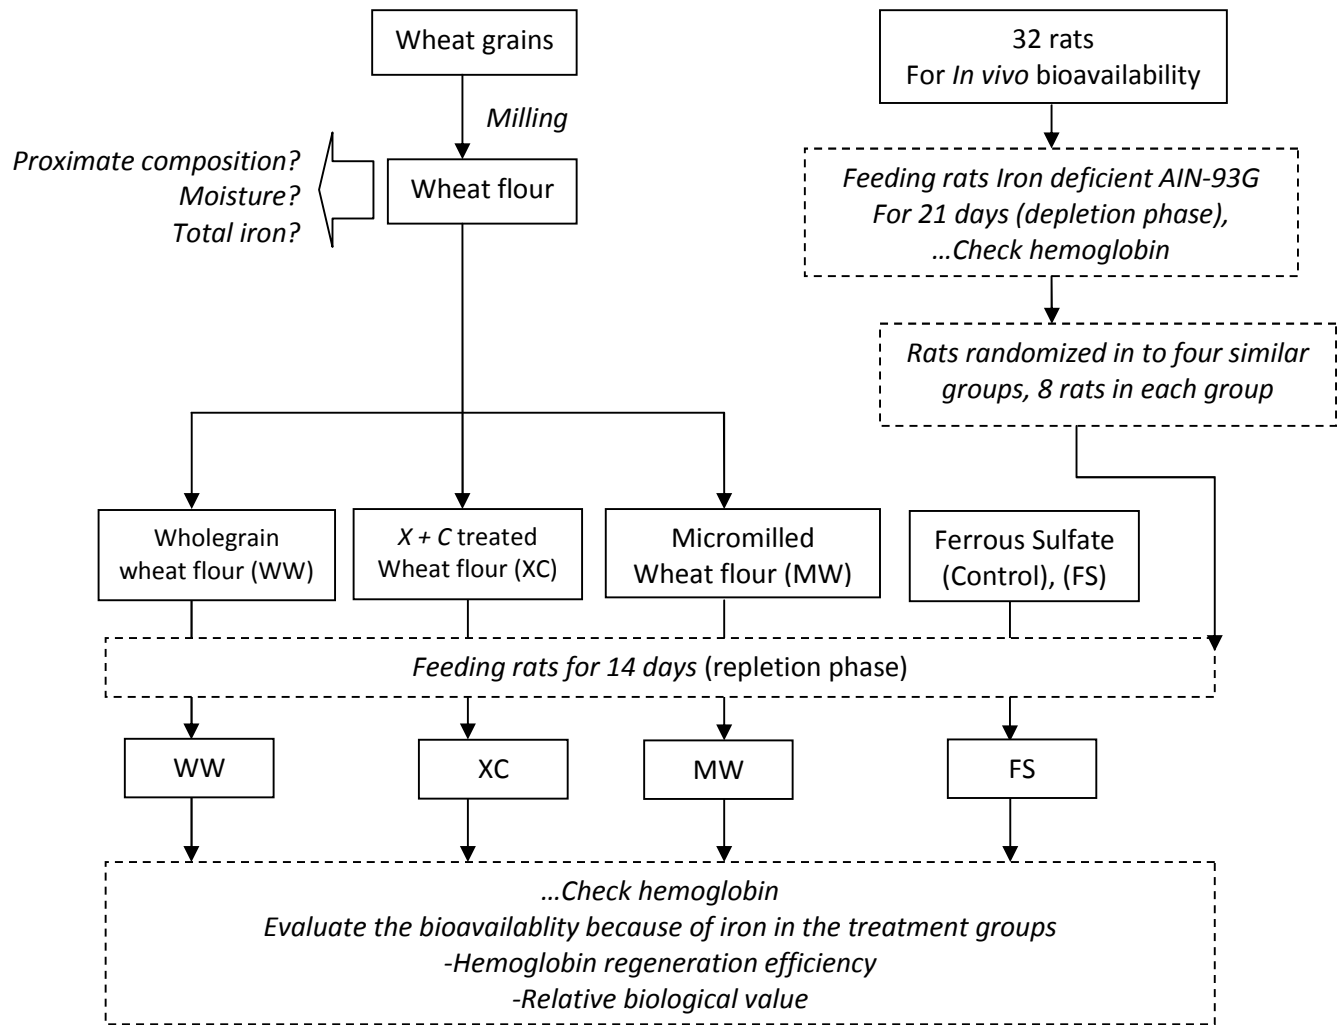 Wheat grains
Milling
Proximate composition?
Moisture?
Total iron?
Wheat flour
32 rats
For In vivo bioavailability
Feeding rats Iron deficient AIN-93G
For 21 days (depletion phase),
...Check hemoglobin
Rats randomized in to four similar
groups, 8 rats in each group
Wholegrain
wheat flour (WW)
X + C treated
Wheat flour (XC)
Micromilled
Wheat flour (MW)
Ferrous Sulfate
(Control), (FS)
Feeding rats for 14 days (repletion phase)
WW
XC
MW
FS
...Check hemoglobin
Evaluate the bioavailablity because of iron in the treatment groups
-Hemoglobin regeneration efficiency
-Relative biological value